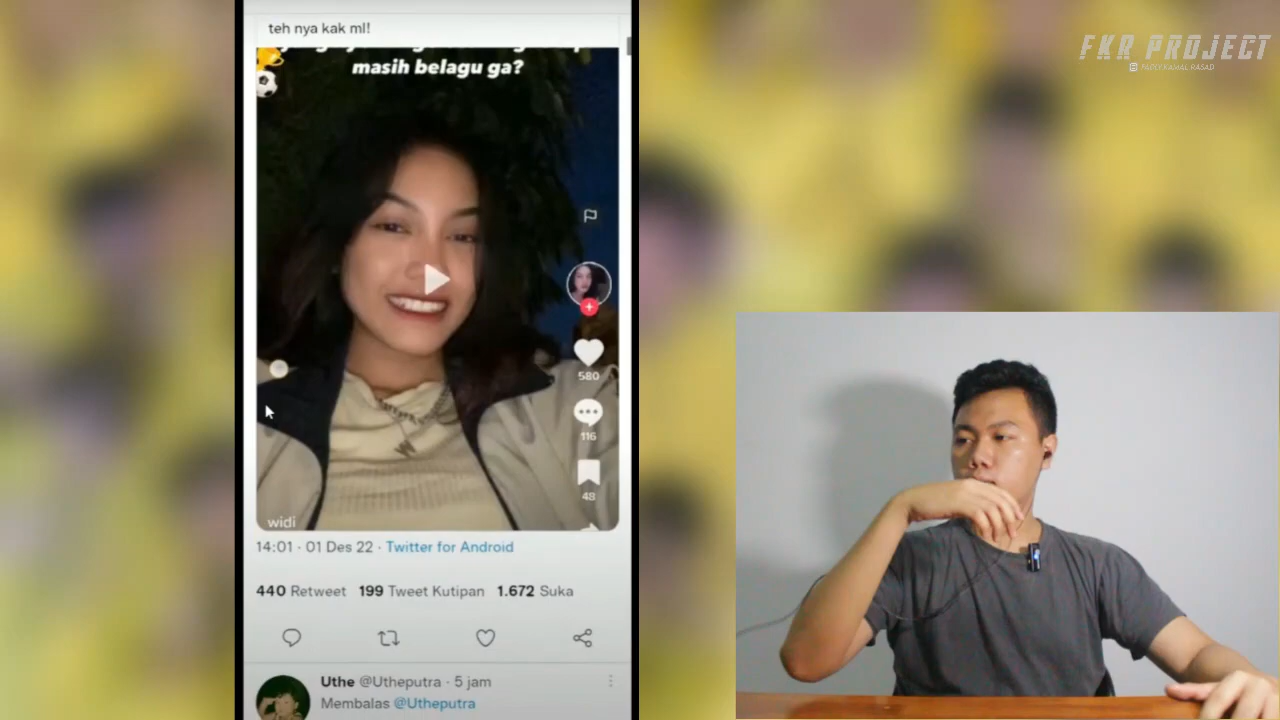 teh nya kak ml!
masih belagu ga?
580
116
48
widi
14:01 · 01 Des 22 · Twitter for Android
440 Retweet 199 Tweet Kutipan 1.672 Suka
Uthe @Utheputra · 5 jam
Membalas @Utheputra
FKR PROJECT